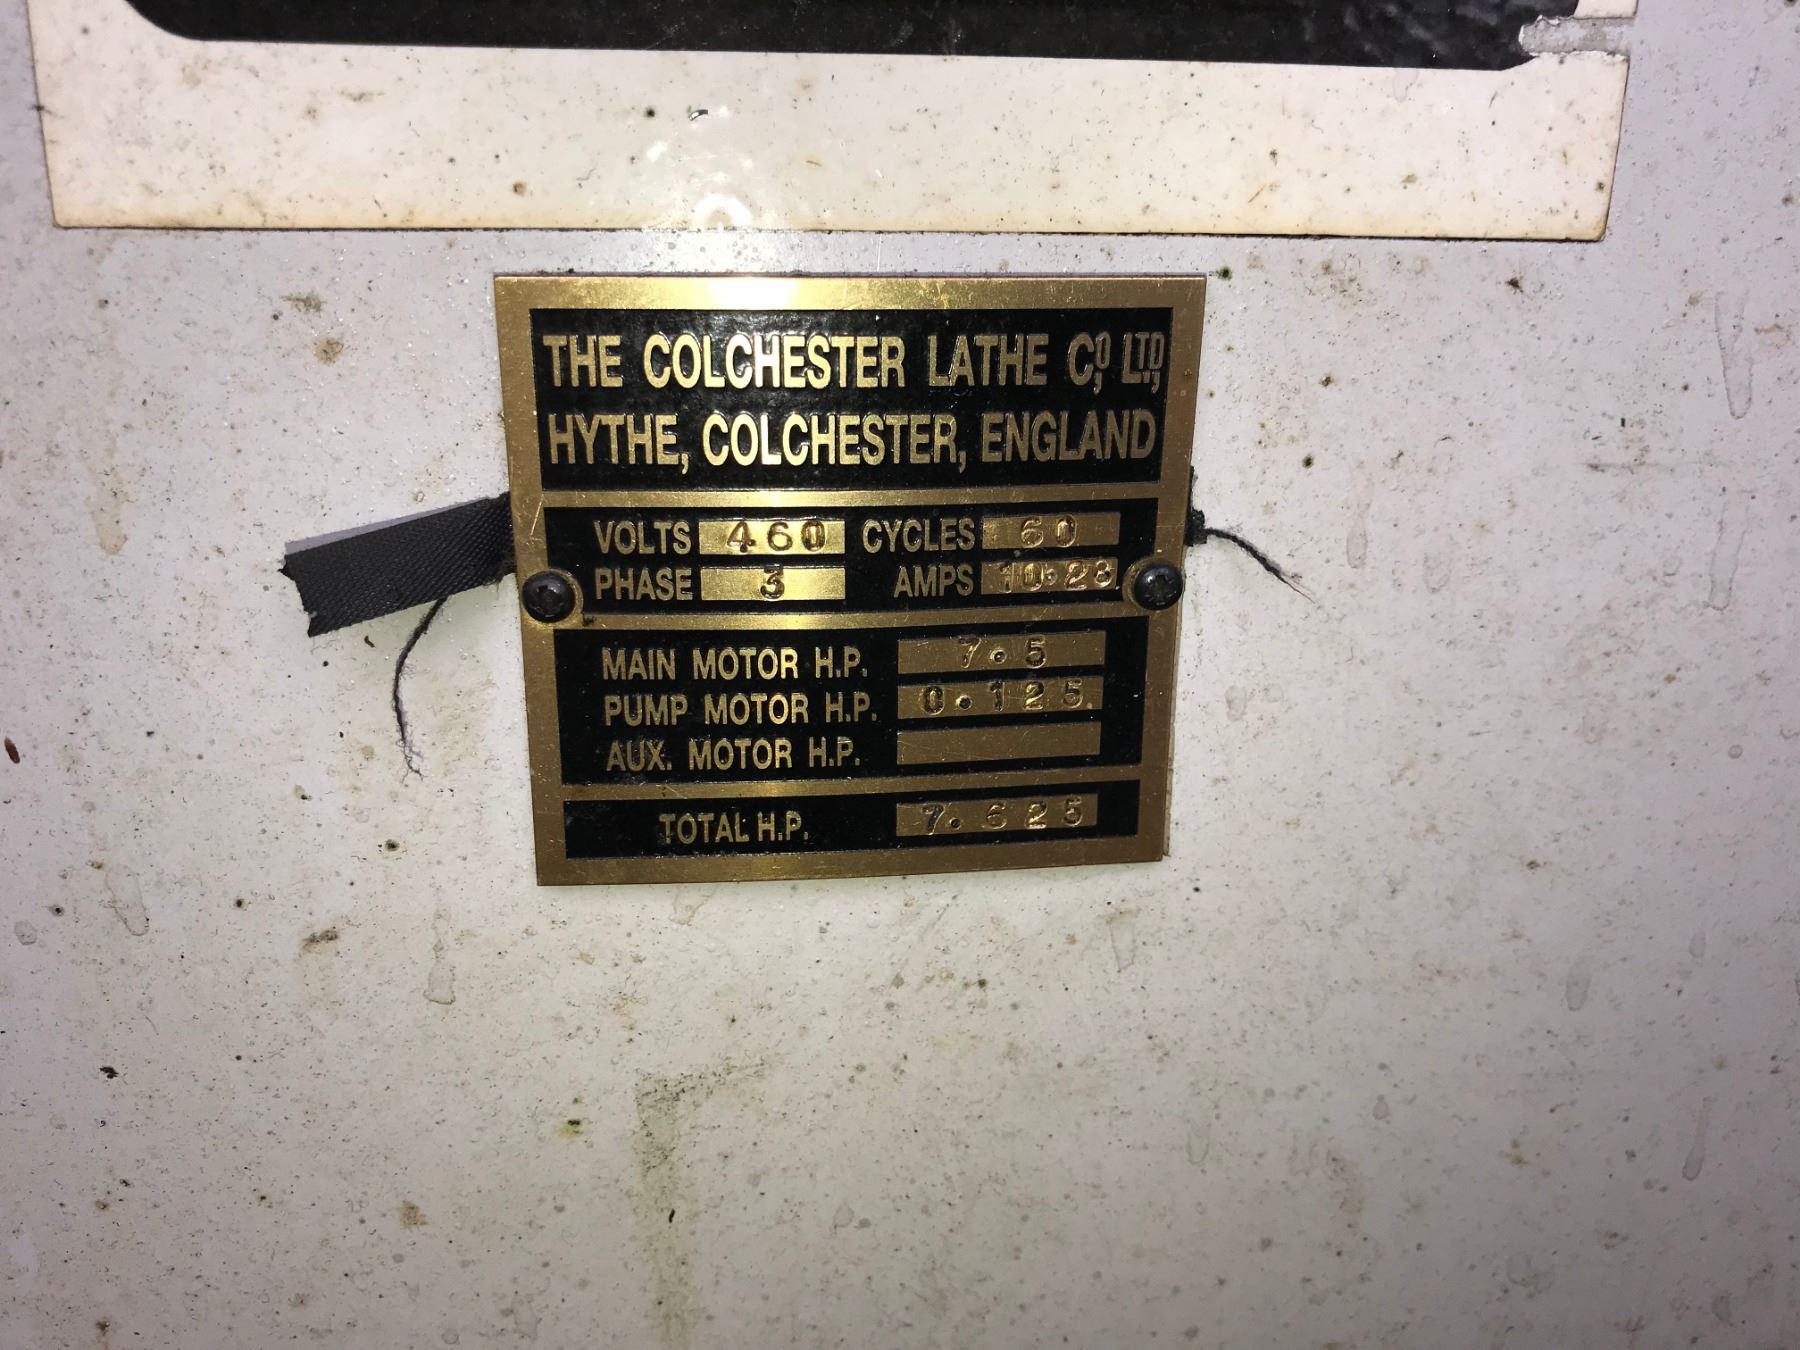 THE COLCHESTER LATHE CO, LTD,
HYTHE, COLCHESTER, ENGLAND
VOLTS 460 CYCLES 60
PHASE 3 AMPS 10.28
MAIN MOTOR H.P. 7.5
PUMP MOTOR H.P. 0.125
AUX. MOTOR H.P.
TOTAL H.P. 7.625